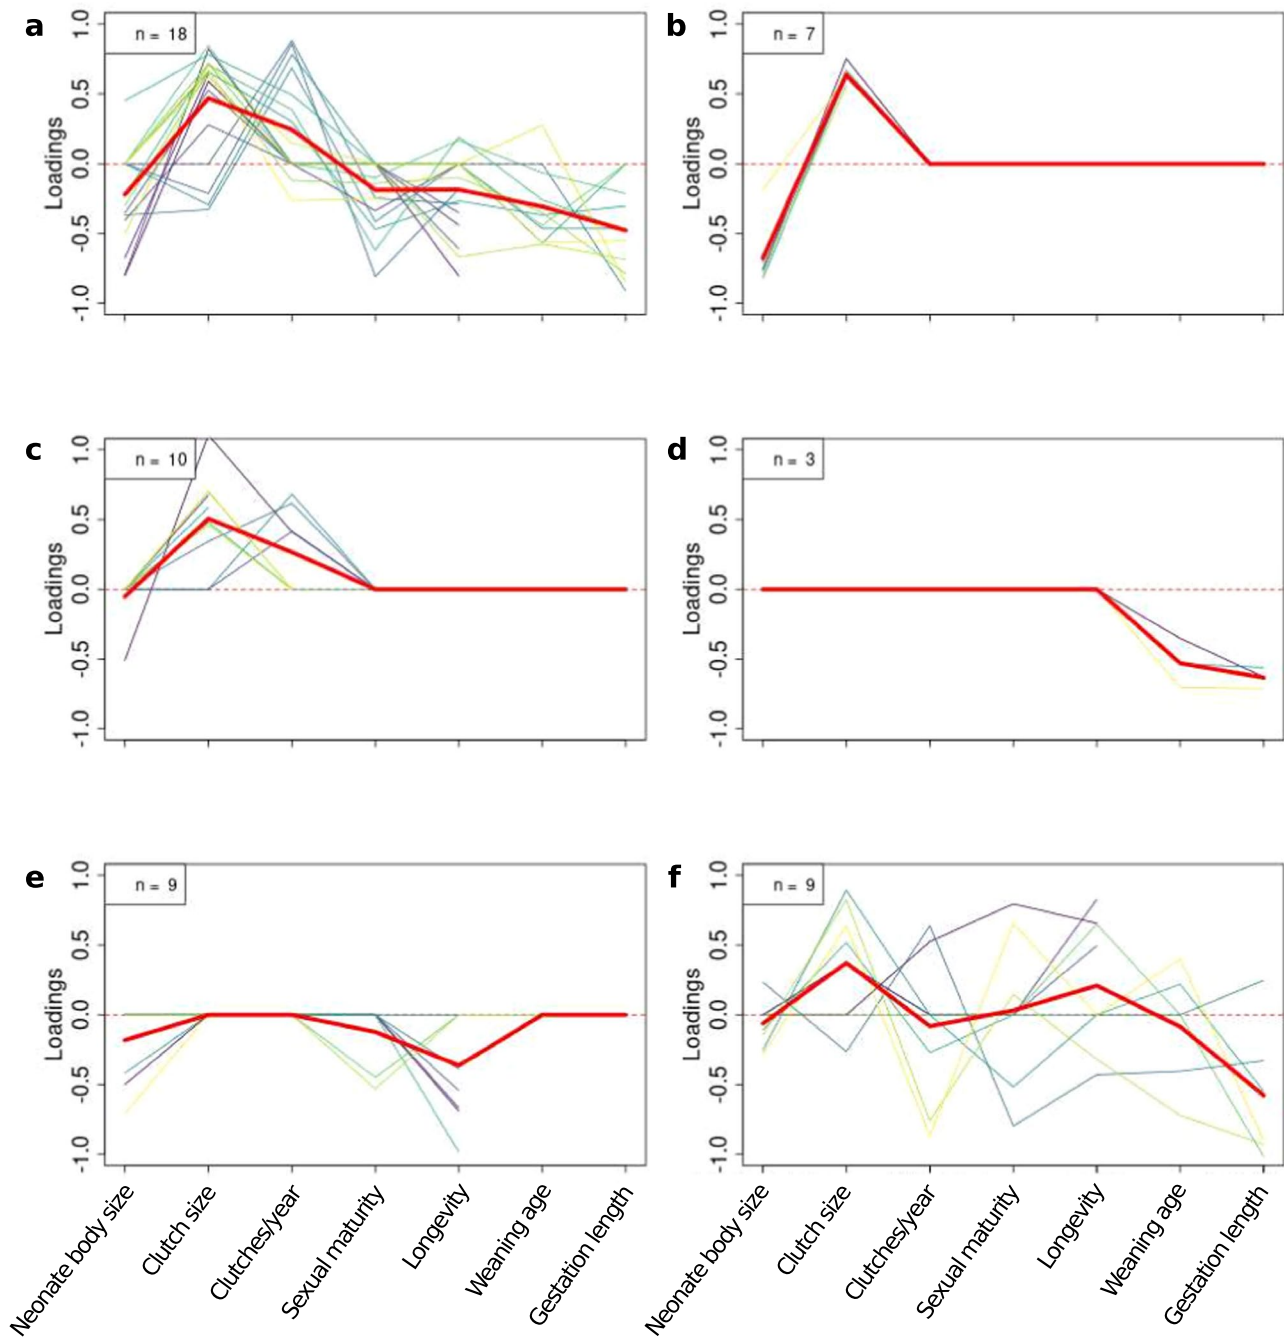 a
n = 18
1.0
0.5
0.0
-0.5
-1.0
Loadings
b
n = 7
1.0
0.5
0.0
-0.5
-1.0
Loadings
c
n = 10
1.0
0.5
0.0
-0.5
-1.0
Loadings
d
n = 3
1.0
0.5
0.0
-0.5
-1.0
Loadings
e
n = 9
1.0
0.5
0.0
-0.5
-1.0
Loadings
f
n = 9
1.0
0.5
0.0
-0.5
-1.0
Loadings
Neonate body size
Clutch size
Clutches/year
Sexual maturity
Longevity
Weaning age
Gestation length
Neonate body size
Clutch size
Clutches/year
Sexual maturity
Longevity
Weaning age
Gestation length